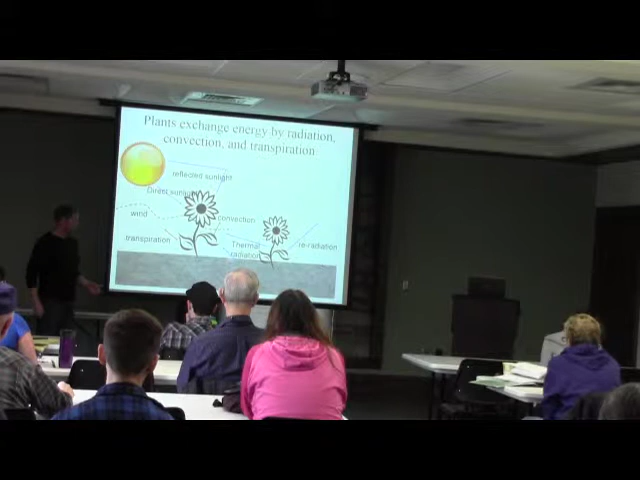 Plants exchange energy by radiation,
convection, and transpiration
reflected sunlight
Direct sunlight
wind
convection
transpiration
Thermal
radiation
re-radiation